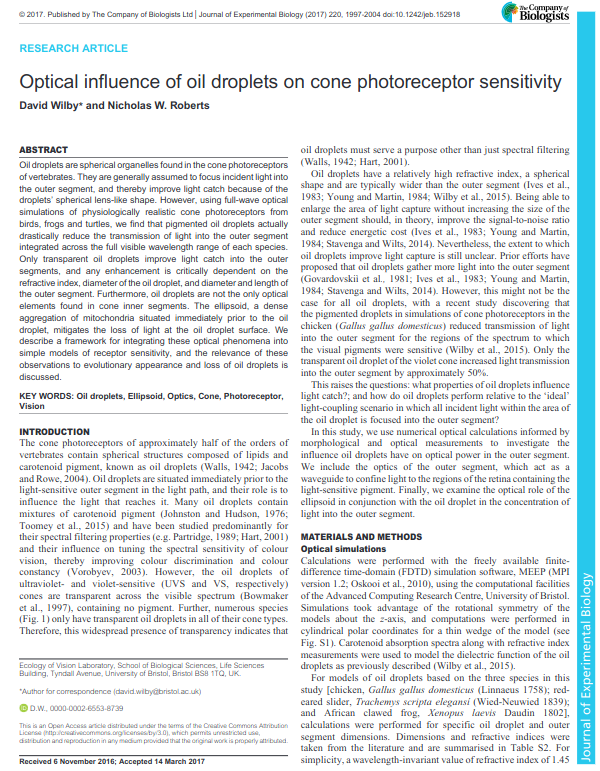 © 2017. Published by The Company of Biologists Ltd | Journal of Experimental Biology (2017) 220, 1997-2004 doi:10.1242/jeb.152918
The Company of
Biologists
RESEARCH ARTICLE
Optical influence of oil droplets on cone photoreceptor sensitivity
David Wilby* and Nicholas W. Roberts
ABSTRACT
Oil droplets are spherical organelles found in the cone photoreceptors
of vertebrates. They are generally assumed to focus incident light into
the outer segment, and thereby improve light catch because of the
droplets' spherical lens-like shape. However, using full-wave optical
simulations of physiologically realistic cone photoreceptors from
birds, frogs and turtles, we find that pigmented oil droplets actually
drastically reduce the transmission of light into the outer segment
integrated across the full visible wavelength range of each species.
Only transparent oil droplets improve light catch into the outer
segments, and any enhancement is critically dependent on the
refractive index, diameter of the oil droplet, and diameter and length of
the outer segment. Furthermore, oil droplets are not the only optical
elements found in cone inner segments. The ellipsoid, a dense
aggregation of mitochondria situated immediately prior to the oil
droplet, mitigates the loss of light at the oil droplet surface. We
describe a framework for integrating these optical phenomena into
simple models of receptor sensitivity, and the relevance of these
observations to evolutionary appearance and loss of oil droplets is
discussed.
KEY WORDS: Oil droplets, Ellipsoid, Optics, Cone, Photoreceptor,
Vision
INTRODUCTION
The cone photoreceptors of approximately half of the orders of
vertebrates contain spherical structures composed of lipids and
carotenoid pigment, known as oil droplets (Walls, 1942; Jacobs
and Rowe, 2004). Oil droplets are situated immediately prior to the
light-sensitive outer segment in the light path, and their role is to
influence the light that reaches it. Many oil droplets contain
mixtures of carotenoid pigment (Johnston and Hudson, 1976;
Toomey et al., 2015) and have been studied predominantly for
their spectral filtering properties (e.g. Partridge, 1989; Hart, 2001)
and their influence on tuning the spectral sensitivity of colour
vision, thereby improving colour discrimination and colour
constancy (Vorobyev, 2003). However, the oil droplets of
ultraviolet- and violet-sensitive (UVS and VS, respectively)
cones are transparent across the visible spectrum (Bowmaker
et al., 1997), containing no pigment. Further, numerous species
(Fig. 1) only have transparent oil droplets in all of their cone types.
Therefore, this widespread presence of transparency indicates that
Ecology of Vision Laboratory, School of Biological Sciences, Life Sciences
Building, Tyndall Avenue, University of Bristol, Bristol BS8 1TQ, UK.
*Author for correspondence (david.wilby@bristol.ac.uk)
D.W., 0000-0002-6553-8739
This is an Open Access article distributed under the terms of the Creative Commons Attribution
License (http://creativecommons.org/licenses/by/3.0), which permits unrestricted use,
distribution and reproduction in any medium provided that the original work is properly attributed.
Received 6 November 2016; Accepted 14 March 2017
oil droplets must serve a purpose other than just spectral filtering
(Walls, 1942; Hart, 2001).
Oil droplets have a relatively high refractive index, a spherical
shape and are typically wider than the outer segment (Ives et al.,
1983; Young and Martin, 1984; Wilby et al., 2015). Being able to
enlarge the area of light capture without increasing the size of the
outer segment should, in theory, improve the signal-to-noise ratio
and reduce energetic cost (Ives et al., 1983; Young and Martin,
1984; Stavenga and Wilts, 2014). Nevertheless, the extent to which
oil droplets improve light capture is still unclear. Prior efforts have
proposed that oil droplets gather more light into the outer segment
(Govardovskii et al., 1981; Ives et al., 1983; Young and Martin,
1984; Stavenga and Wilts, 2014). However, this might not be the
case for all oil droplets, with a recent study discovering that
the pigmented droplets in simulations of cone photoreceptors in the
chicken (Gallus gallus domesticus) reduced transmission of light
into the outer segment for the regions of the spectrum to which
the visual pigments were sensitive (Wilby et al., 2015). Only the
transparent oil droplet of the violet cone increased light transmission
into the outer segment by approximately 50%.
This raises the questions: what properties of oil droplets influence
light catch?; and how do oil droplets perform relative to the 'ideal'
light-coupling scenario in which all incident light within the area of
the oil droplet is focused into the outer segment?
In this study, we use numerical optical calculations informed by
morphological and optical measurements to investigate the
influence oil droplets have on optical power in the outer segment.
We include the optics of the outer segment, which act as a
waveguide to confine light to the regions of the retina containing the
light-sensitive pigment. Finally, we examine the optical role of the
ellipsoid in conjunction with the oil droplet in the concentration of
light into the outer segment.
MATERIALS AND METHODS
Optical simulations
Calculations were performed with the freely available finite-
difference time-domain (FDTD) simulation software, MEEP (MPI
version 1.2; Oskooi et al., 2010), using the computational facilities
of the Advanced Computing Research Centre, University of Bristol.
Simulations took advantage of the rotational symmetry of the
models about the z-axis, and computations were performed in
cylindrical polar coordinates for a thin wedge of the model (see
Fig. S1). Carotenoid absorption spectra along with refractive index
measurements were used to model the dielectric function of the oil
droplets as previously described (Wilby et al., 2015).
For models of oil droplets based on the three species in this
study [chicken, Gallus gallus domesticus (Linnaeus 1758); red-
eared slider, Trachemys scripta elegansi (Wied-Neuwied 1839);
and African clawed frog, Xenopus laevis Daudin 1802],
calculations were performed for specific oil droplet and outer
segment dimensions. Dimensions and refractive indices were
taken from the literature and are summarised in Table S2. For
simplicity, a wavelength-invariant value of refractive index of 1.45
Journal of Experimental Biology